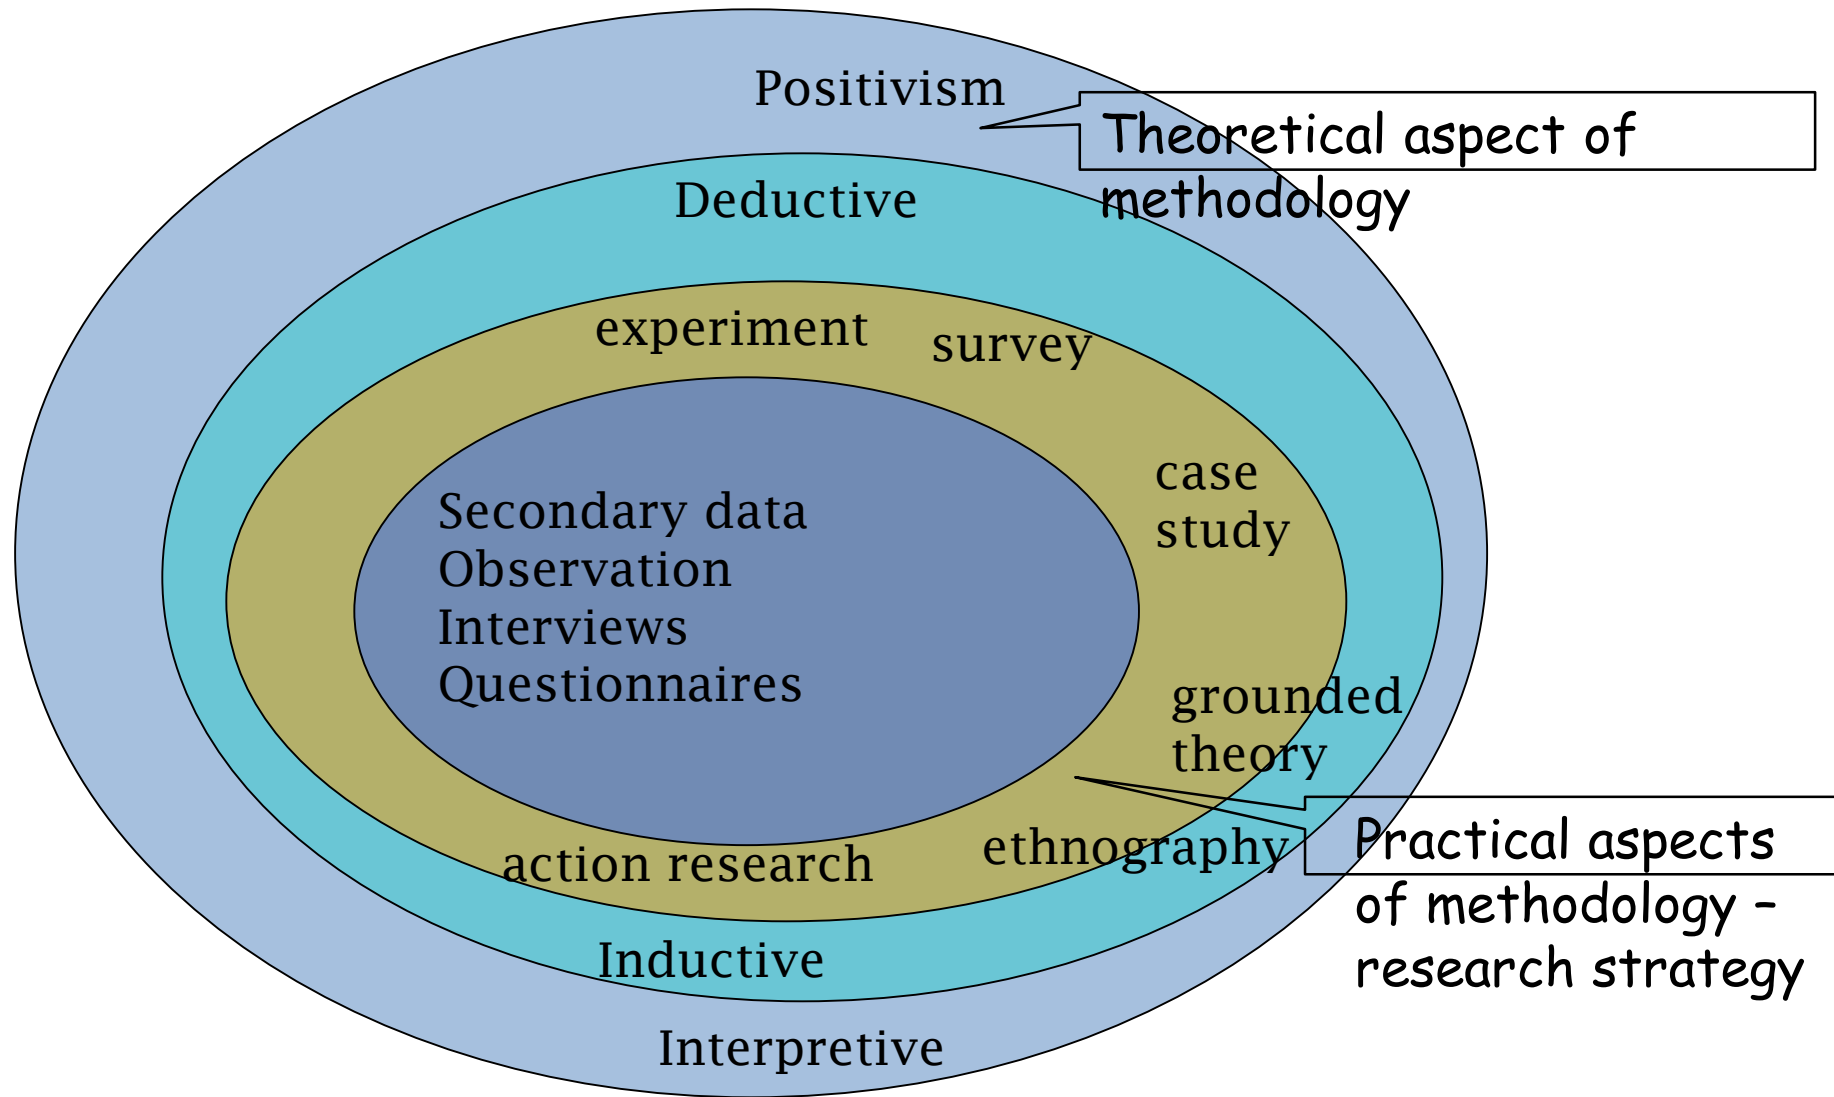 Positivism
Theoretical aspect of
methodology
Deductive
experiment
survey
case
study
Secondary data
Observation
Interviews
Questionnaires
grounded
theory
ethnography
action research
Practical aspects
of methodology –
research strategy
Inductive
Interpretive